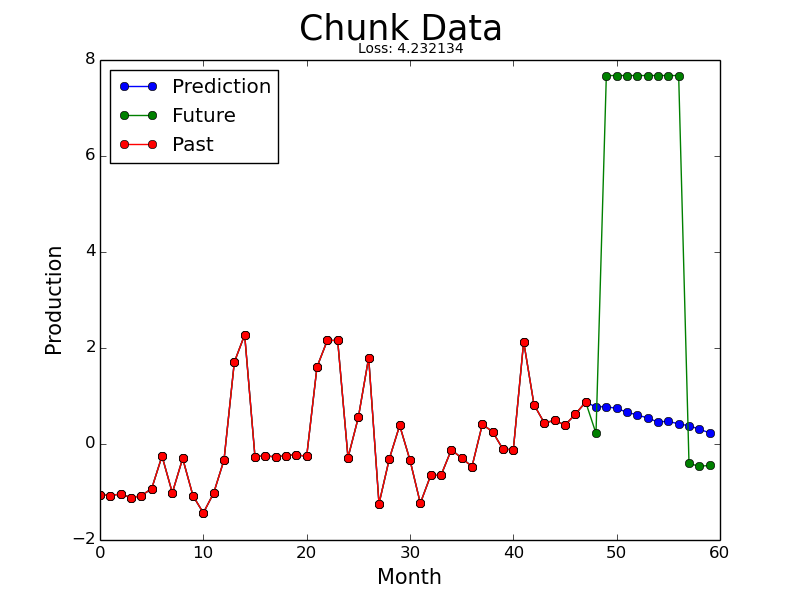 Chunk Data
Loss: 4.232134
Prediction
Future
Past
8
6
4
2
0
−2
Production
0 10 20 30 40 50 60
Month